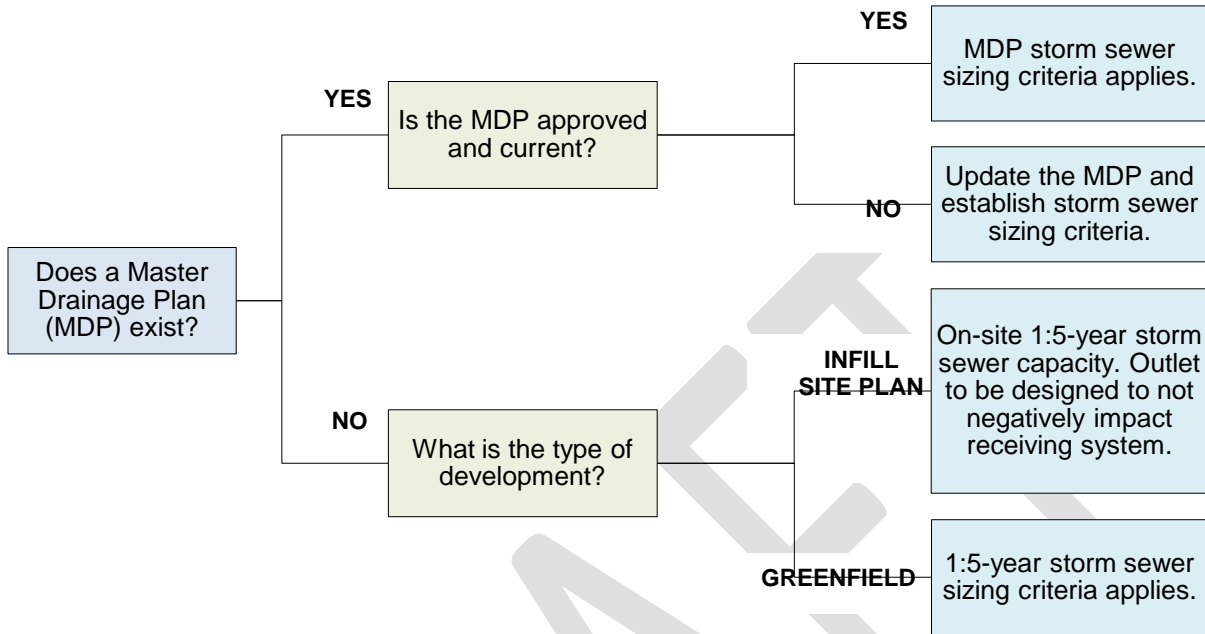 YES
MDP storm sewer
sizing criteria applies.
YES
Is the MDP approved
and current?
Update the MDP and
establish storm sewer
sizing criteria.
NO
Does a Master
Drainage Plan
(MDP) exist?
On-site 1:5-year storm
sewer capacity. Outlet
to be designed to not
negatively impact
receiving system.
INFILL
SITE PLAN
NO
What is the type of
development?
GREENFIELD
1:5-year storm sewer
sizing criteria applies.